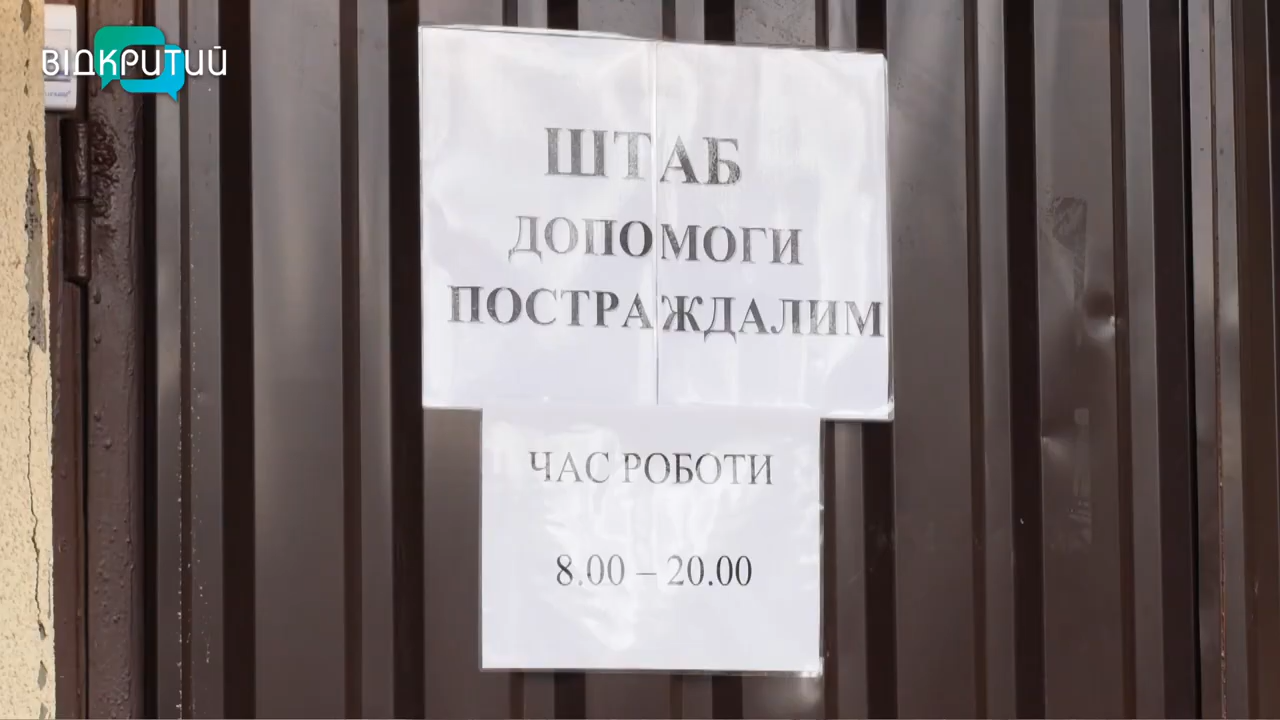 ВІДКРИТИЙ
ШТАБ
ДОПОМОГИ
ПОСТРАЖДАЛИМ
ЧАС РОБОТИ
8.00 – 20.00